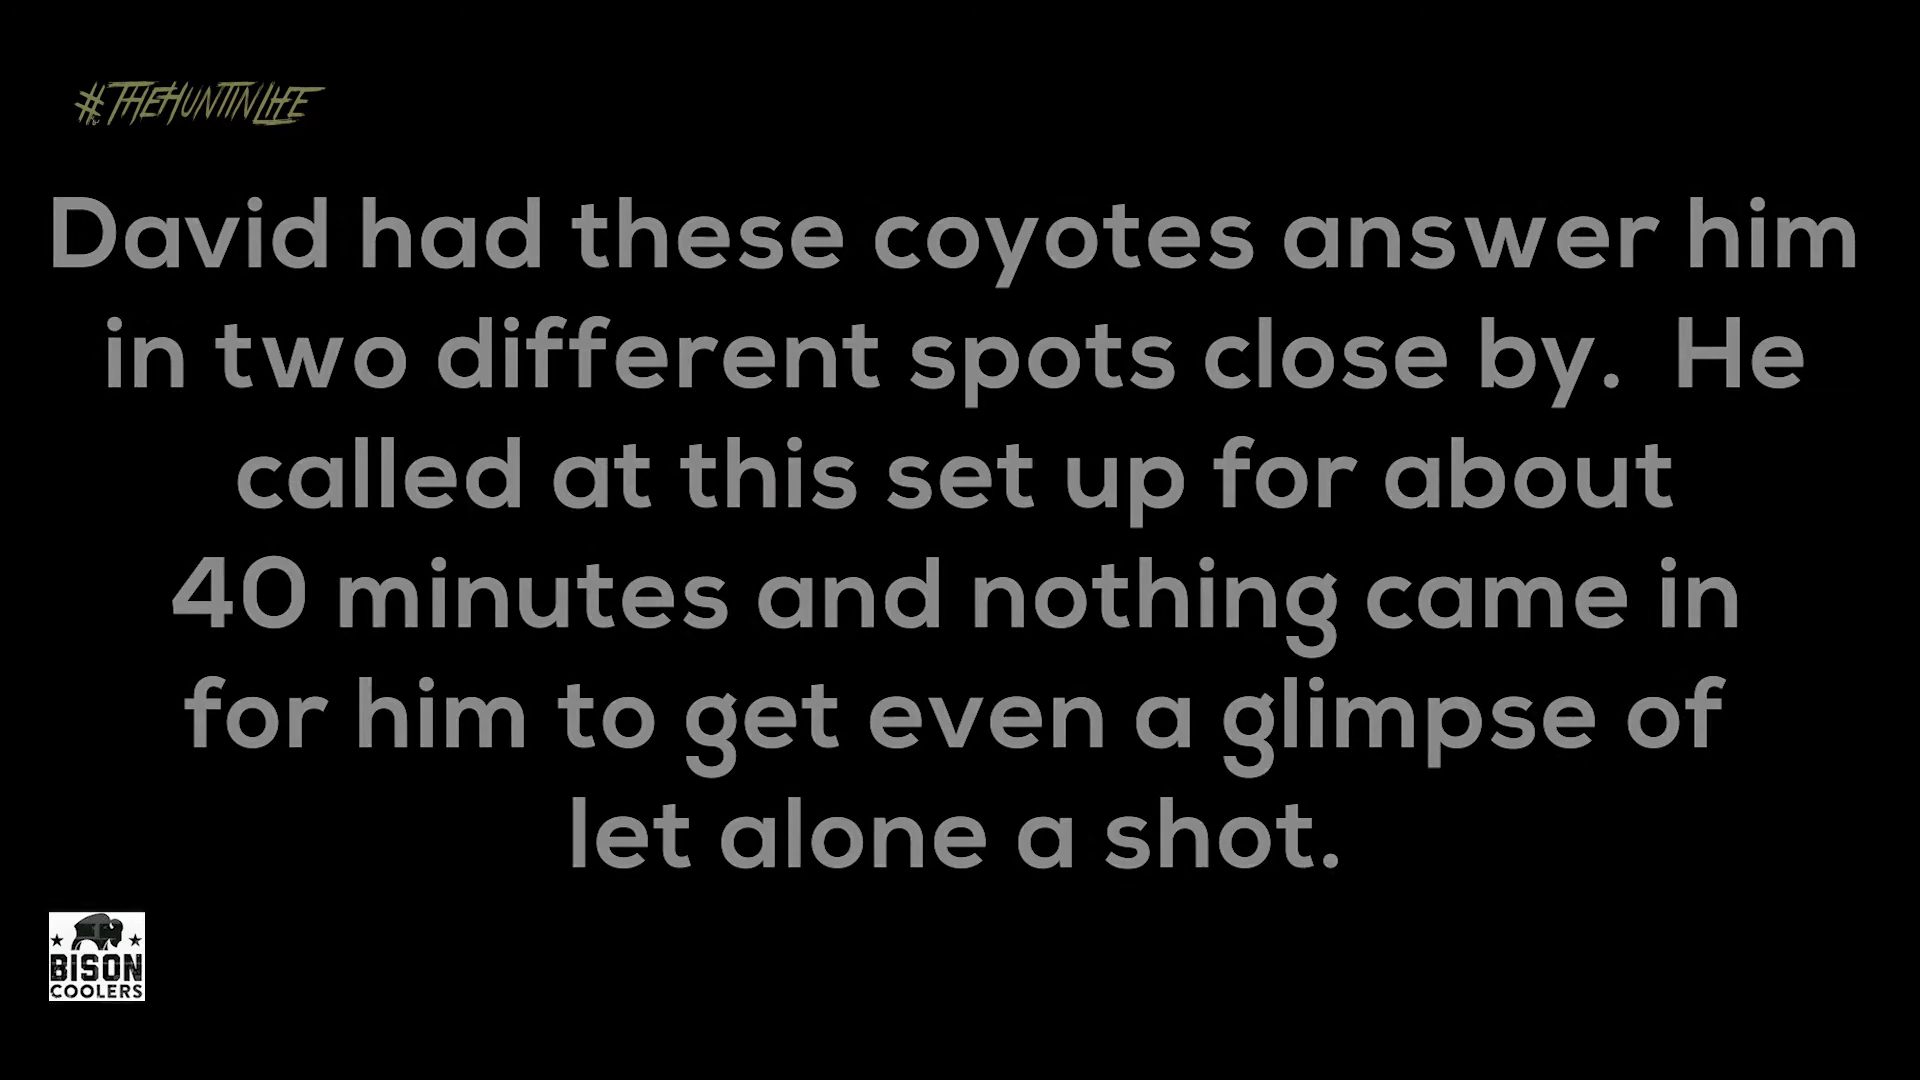 #TheHuntinLife
David had these coyotes answer him
in two different spots close by.  He
called at this set up for about
40 minutes and nothing came in
for him to get even a glimpse of
let alone a shot.
BISON
COOLERS